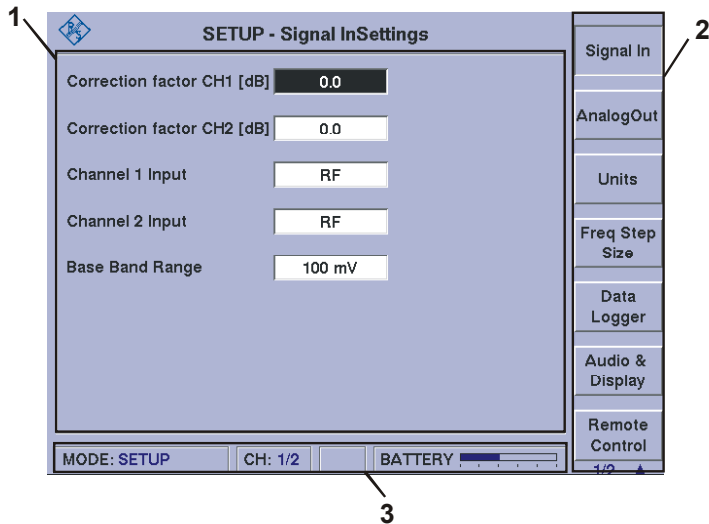 1
2
SETUP - Signal InSettings
Correction factor CH1 [dB] 0.0
Correction factor CH2 [dB] 0.0
Channel 1 Input RF
Channel 2 Input RF
Base Band Range 100 mV
Signal In
AnalogOut
Units
Freq Step
Size
Data
Logger
Audio &
Display
Remote
Control
1/2 ▲
MODE: SETUP CH: 1/2 BATTERY
3